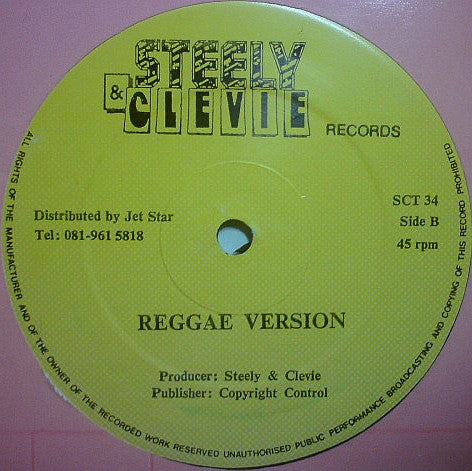 STEELY
& CLEVIE
RECORDS
Distributed by Jet Star
Tel: 081-961 5818
SCT 34
Side B
45 rpm
REGGAE VERSION
Producer: Steely & Clevie
Publisher: Copyright Control
ALL RIGHTS OF THE MANUFACTURER AND OF THE OWNER OF THE RECORDED WORK RESERVED UNAUTHORISED PUBLIC PERFORMANCE BROADCASTING AND COPYING OF THIS RECORD PROHIBITED